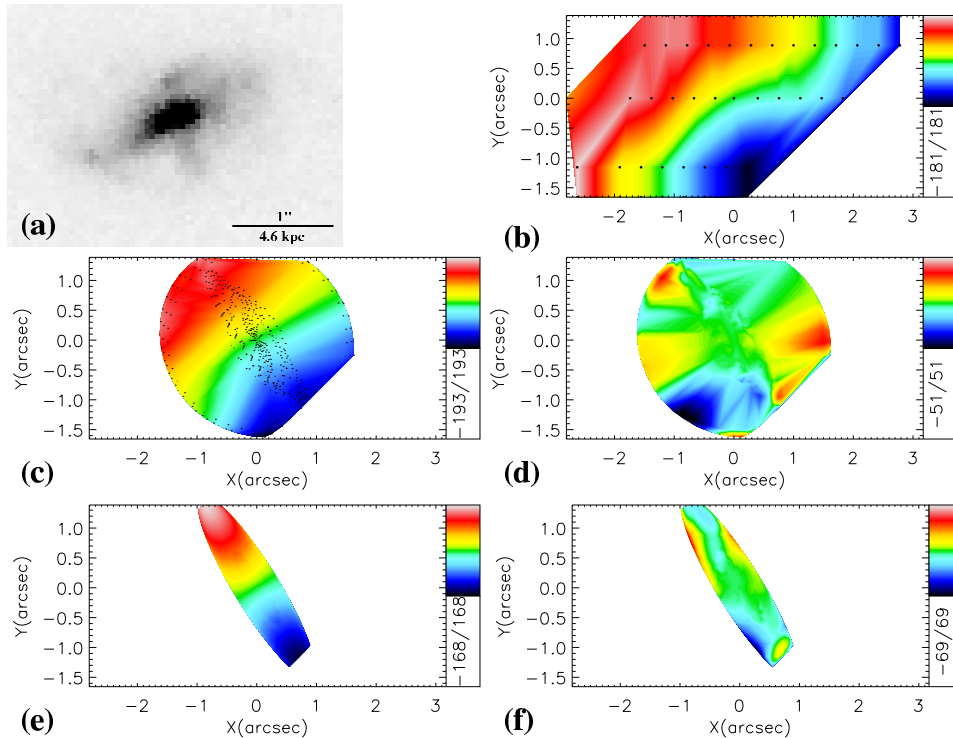 (a)
1"
4.6 kpc
1.0
0.5
0.0
−0.5
−1.0
−1.5
Y(arcsec)
−2 −1 0 1 2 3
X(arcsec)
−181/181
(b)
1.0
0.5
0.0
−0.5
−1.0
−1.5
Y(arcsec)
−2 −1 0 1 2 3
X(arcsec)
−193/193
(c)
1.0
0.5
0.0
−0.5
−1.0
−1.5
Y(arcsec)
−2 −1 0 1 2 3
X(arcsec)
−51/51
(d)
1.0
0.5
0.0
−0.5
−1.0
−1.5
Y(arcsec)
−2 −1 0 1 2 3
X(arcsec)
−168/168
(e)
1.0
0.5
0.0
−0.5
−1.0
−1.5
Y(arcsec)
−2 −1 0 1 2 3
X(arcsec)
−69/69
(f)